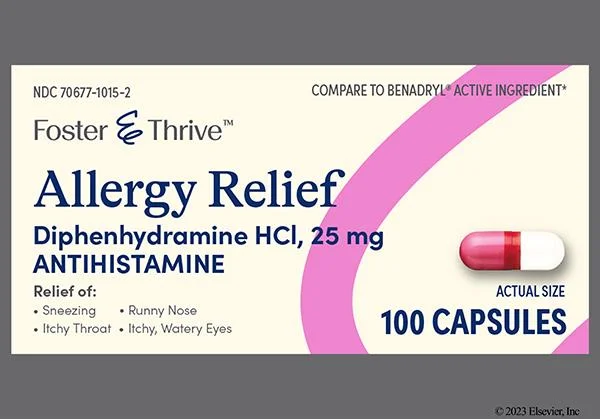 NDC 70677-1015-2
COMPARE TO BENADRYL® ACTIVE INGREDIENT*
Foster & Thrive™
Allergy Relief
Diphenhydramine HCl, 25 mg
ANTIHISTAMINE
Relief of:
• Sneezing • Runny Nose
• Itchy Throat • Itchy, Watery Eyes
ACTUAL SIZE
100 CAPSULES
© 2023 Elsevier, Inc